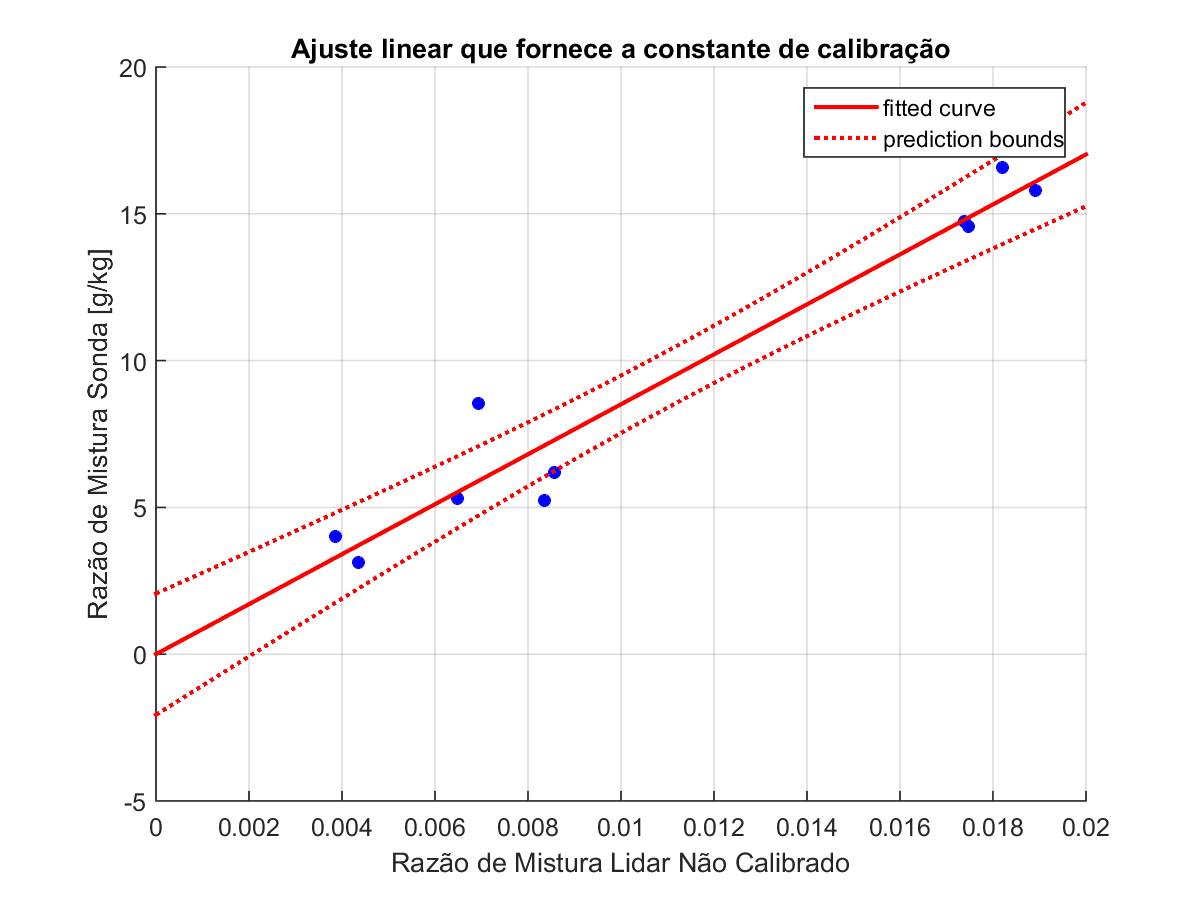 Ajuste linear que fornece a constante de calibração
fitted curve
prediction bounds
20
15
10
5
0
-5
Razão de Mistura Sonda [g/kg]
0 0.002 0.004 0.006 0.008 0.01 0.012 0.014 0.016 0.018 0.02
Razão de Mistura Lidar Não Calibrado